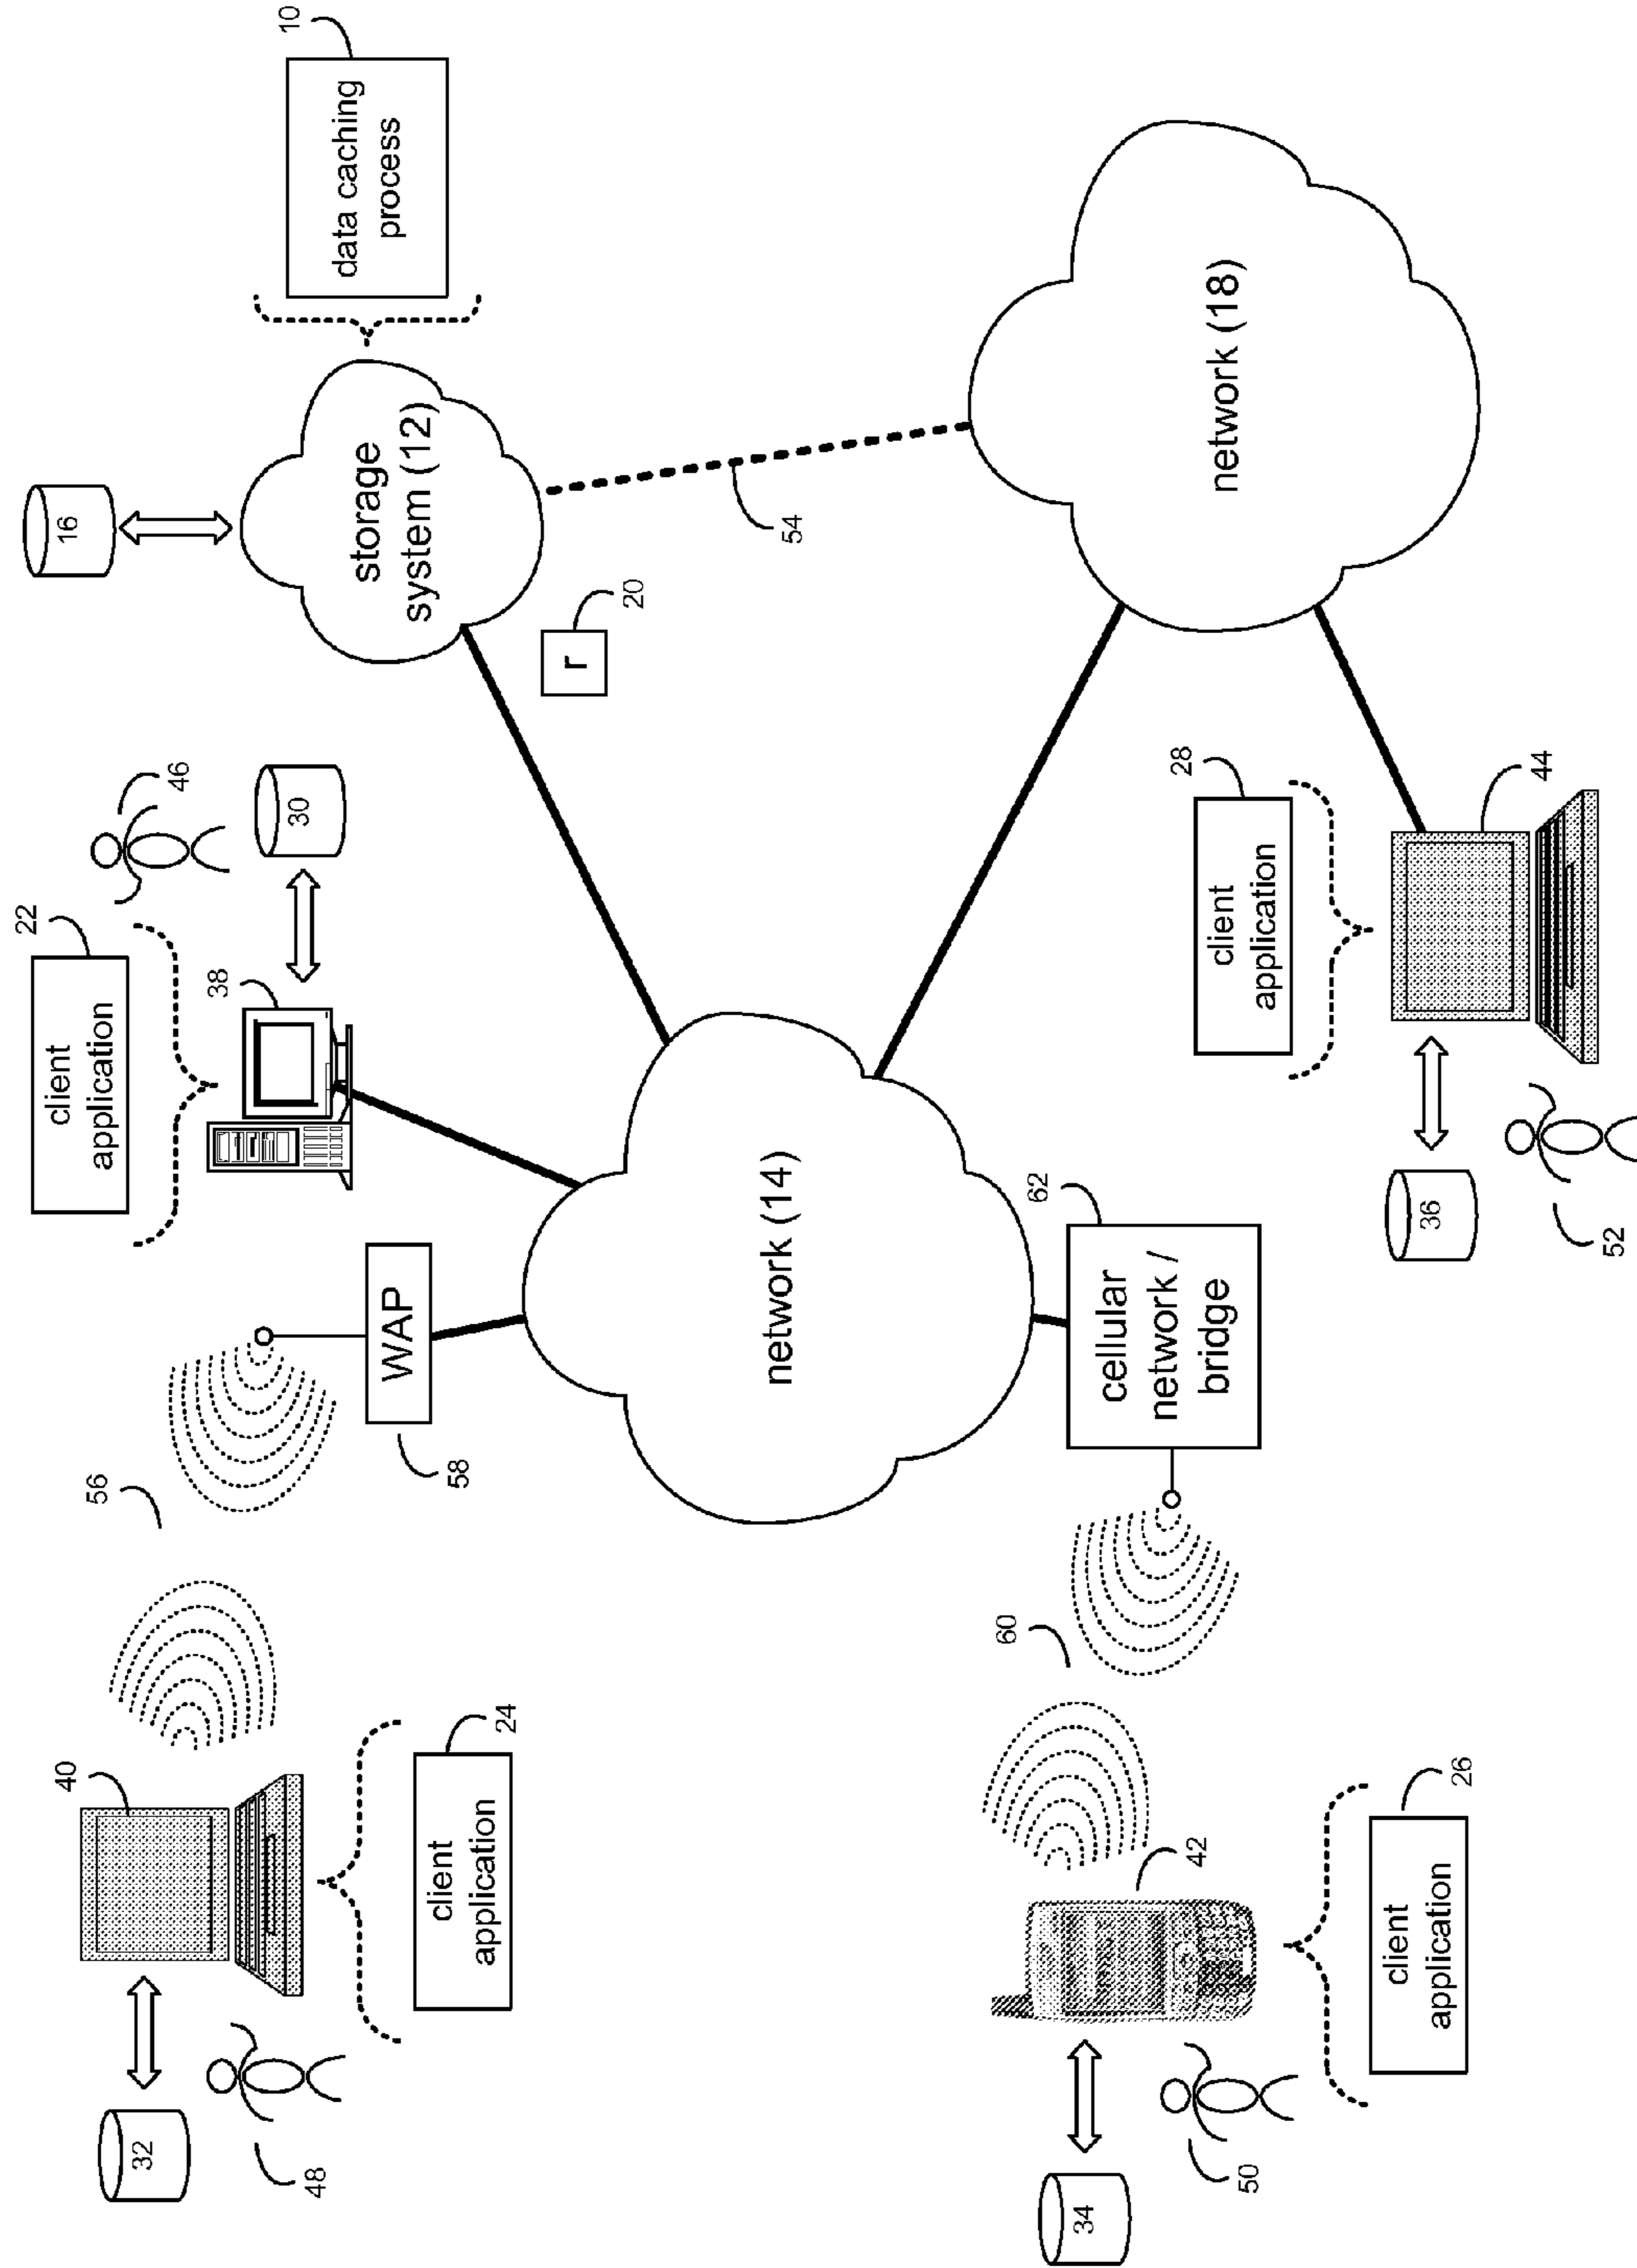 16
10
data caching
process
storage
system (12)
22
client
application
46
30
38
20
r
56
40
32
48
24
client
application
58
WAP
network (14)
54
network (18)
60
62
cellular
network /
bridge
42
34
50
26
client
application
28
client
application
44
36
52